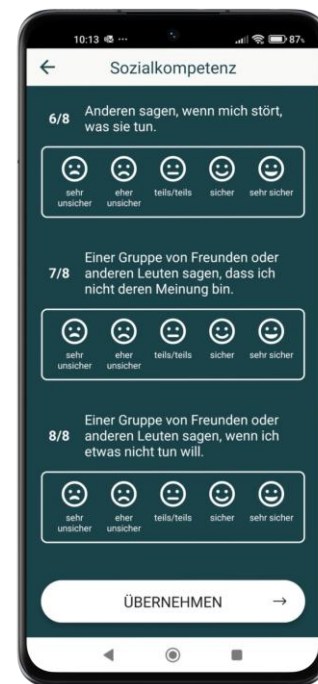 10:13
87%
Sozialkompetenz
6/8
Anderen sagen, wenn mich stört,
was sie tun.
sehr
unsicher
eher
unsicher
teils/teils
sicher
sehr sicher
7/8
Einer Gruppe von Freunden oder
anderen Leuten sagen, dass ich
nicht deren Meinung bin.
sehr
unsicher
eher
unsicher
teils/teils
sicher
sehr sicher
8/8
Einer Gruppe von Freunden oder
anderen Leuten sagen, wenn ich
etwas nicht tun will.
sehr
unsicher
eher
unsicher
teils/teils
sicher
sehr sicher
ÜBERNEHMEN